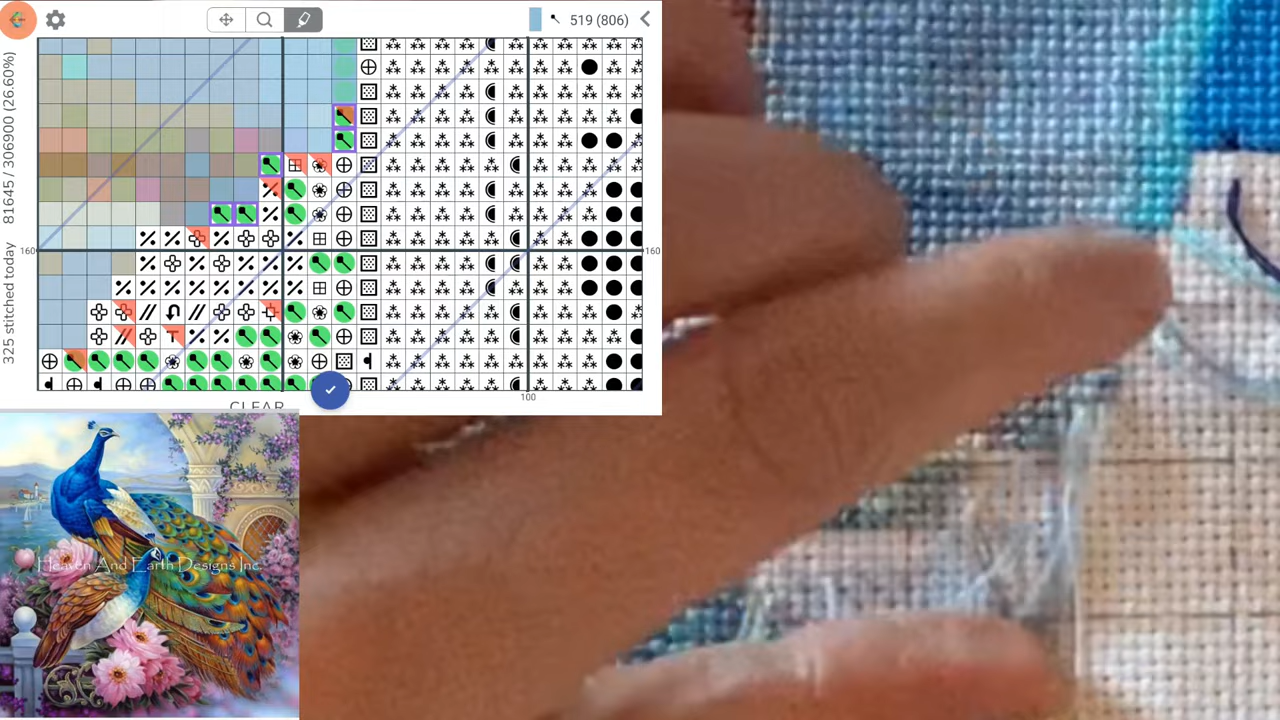 519 (806)
325 stitched today 81645 / 306900 (26.60%)
160
160
100
CLEAR
Heaven And Earth Designs Inc.